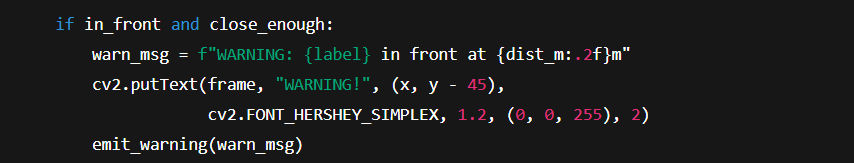 if in_front and close_enough:
warn_msg = f"WARNING: {label} in front at {dist_m:.2f}m"
cv2.putText(frame, "WARNING!", (x, y - 45),
cv2.FONT_HERSHEY_SIMPLEX, 1.2, (0, 0, 255), 2)
emit_warning(warn_msg)